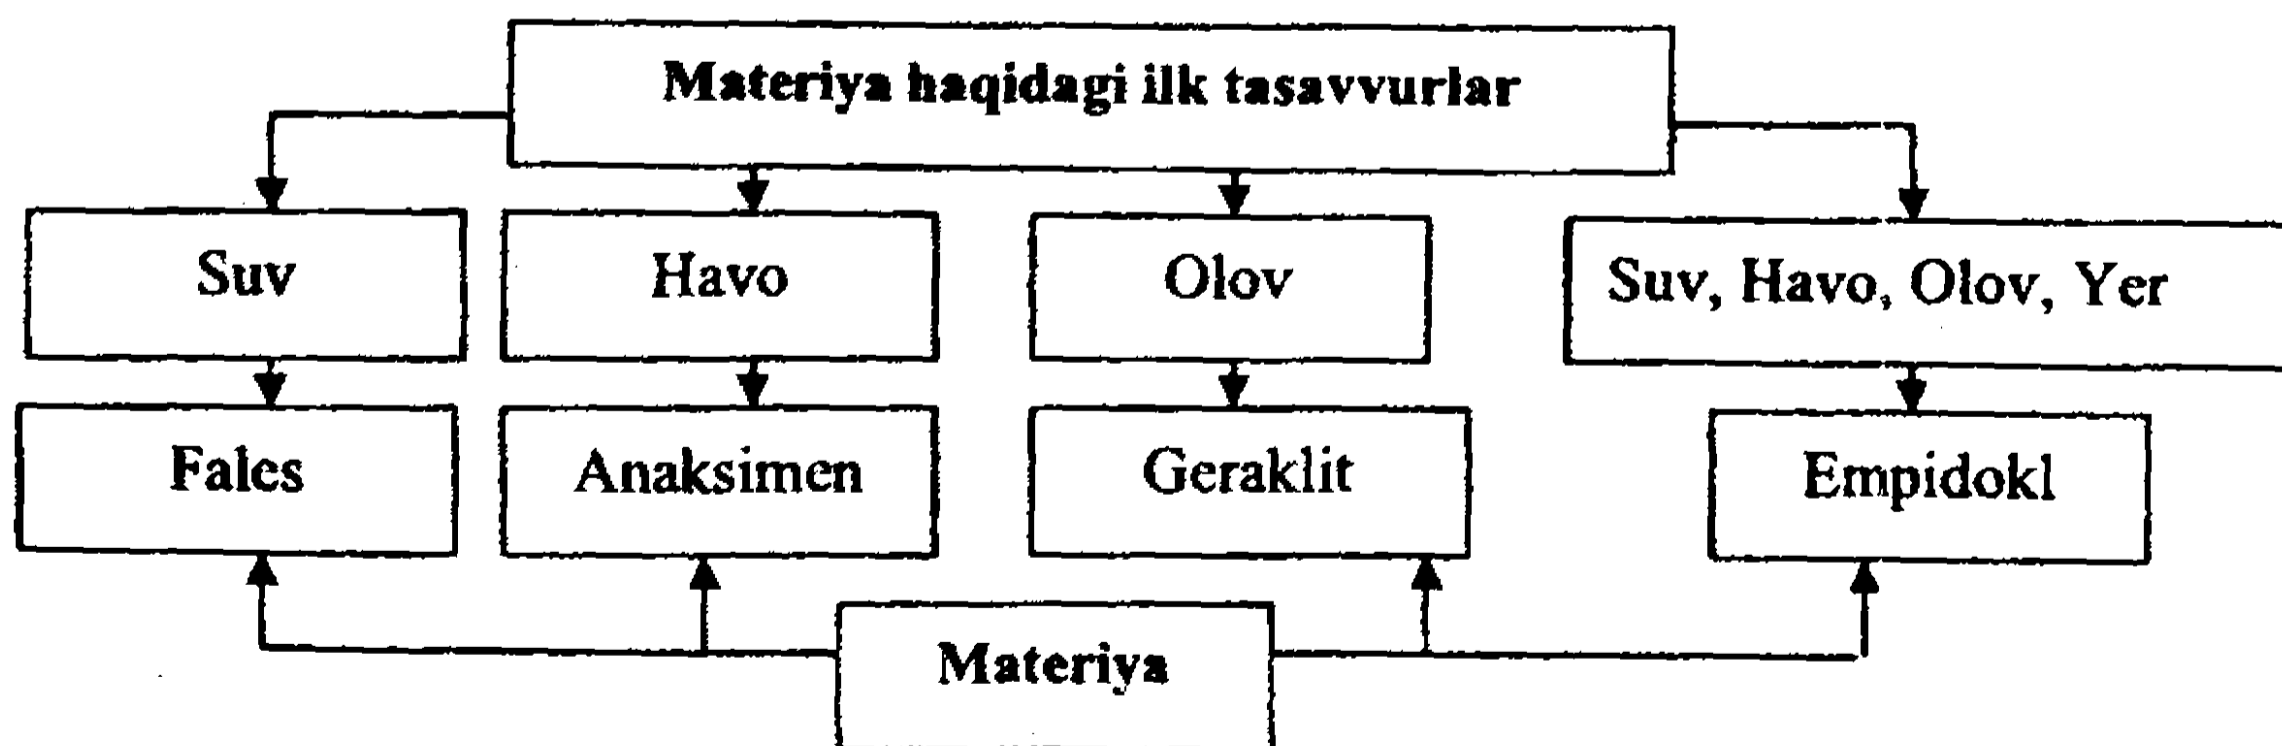 Materiya haqidagi ilk tasavvurlar
Suv
Havo
Olov
Suv, Havo, Olov, Yer
Fales
Anaksimen
Geraklit
Empidokl
Materiya